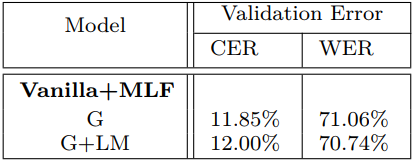 Model Validation Error
CER WER
Vanilla+MLF
G 11.85% 71.06%
G+LM 12.00% 70.74%